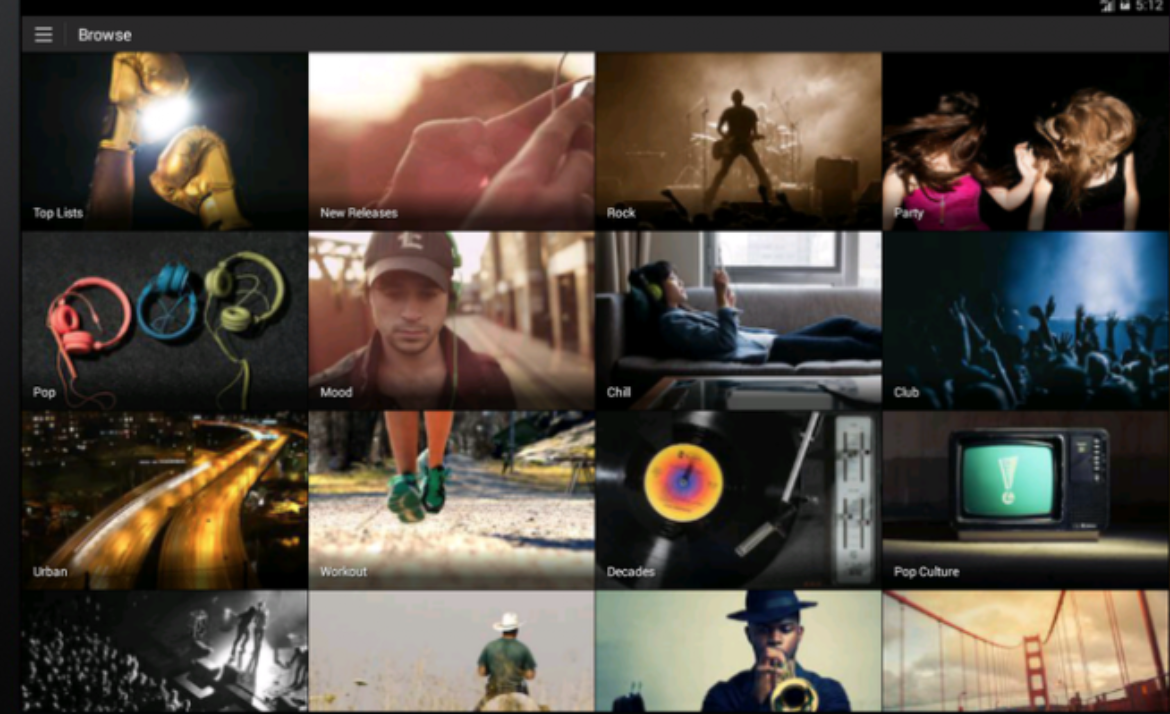 5:12
Browse
Top Lists
New Releases
Rock
Party
Pop
Mood
Chill
Club
Urban
Workout
Decades
Pop Culture